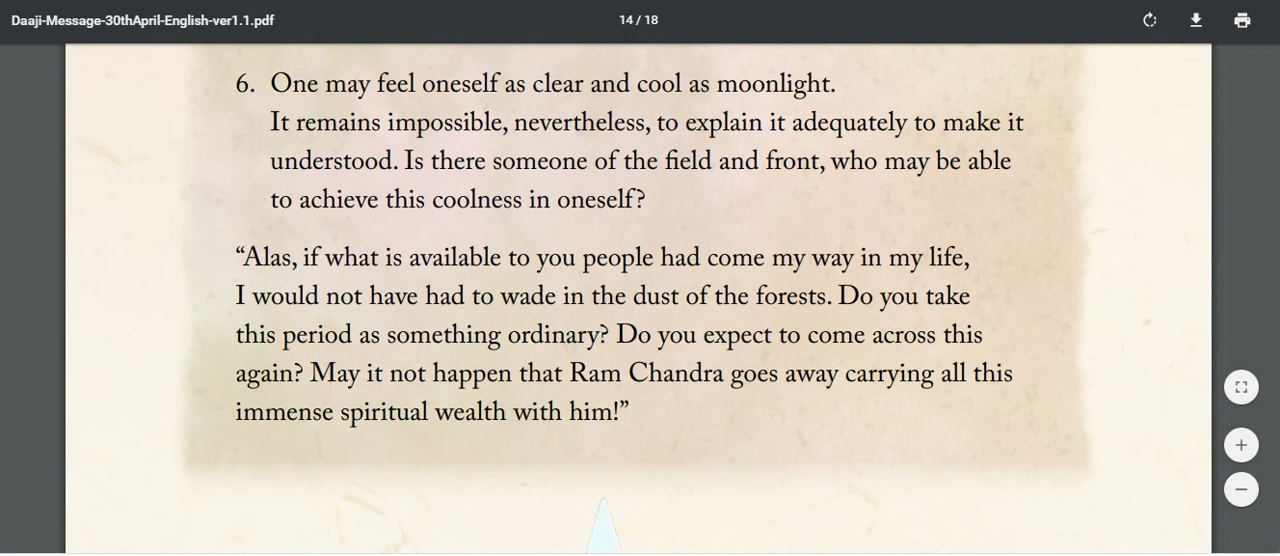 Daaji-Message-30thApril-English-ver1.1.pdf
14 / 18
6. One may feel oneself as clear and cool as moonlight.
It remains impossible, nevertheless, to explain it adequately to make it
understood. Is there someone of the field and front, who may be able
to achieve this coolness in oneself?
“Alas, if what is available to you people had come my way in my life,
I would not have had to wade in the dust of the forests. Do you take
this period as something ordinary? Do you expect to come across this
again? May it not happen that Ram Chandra goes away carrying all this
immense spiritual wealth with him!”